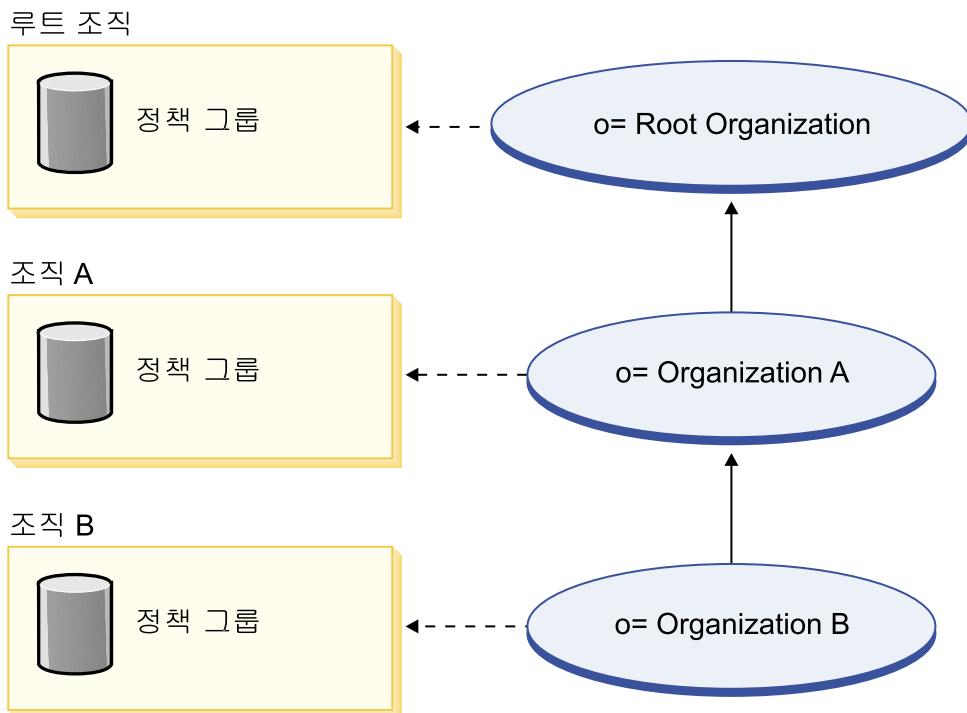 루트 조직
정책 그룹
o= Root Organization
조직 A
정책 그룹
o= Organization A
조직 B
정책 그룹
o= Organization B